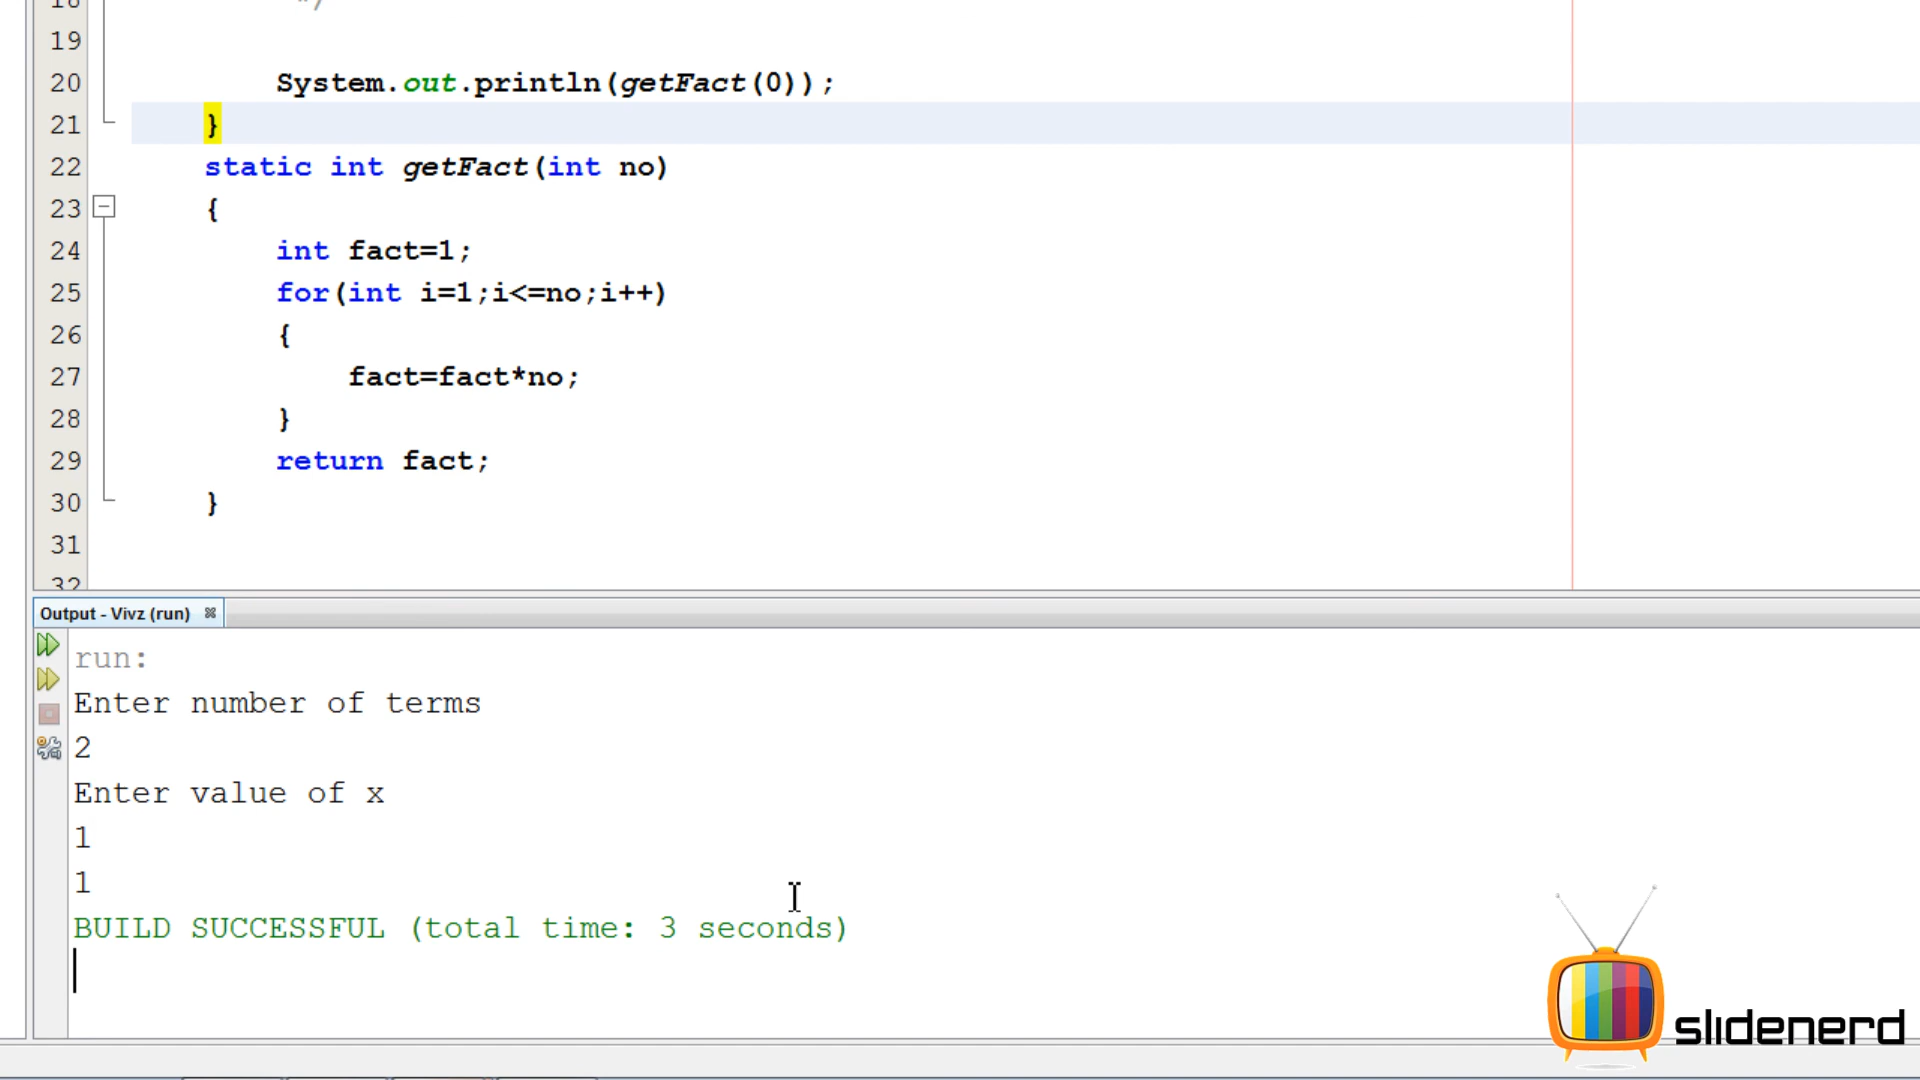 18 */
19
20 System.out.println(getFact(0));
21 }
22 static int getFact(int no)
23 {
24 int fact=1;
25 for(int i=1;i<=no;i++)
26 {
27 fact=fact*no;
28 }
29 return fact;
30 }
31
32
Output - Vivz (run)
run:
Enter number of terms
2
Enter value of x
1
1
BUILD SUCCESSFUL (total time: 3 seconds)
slidenerd